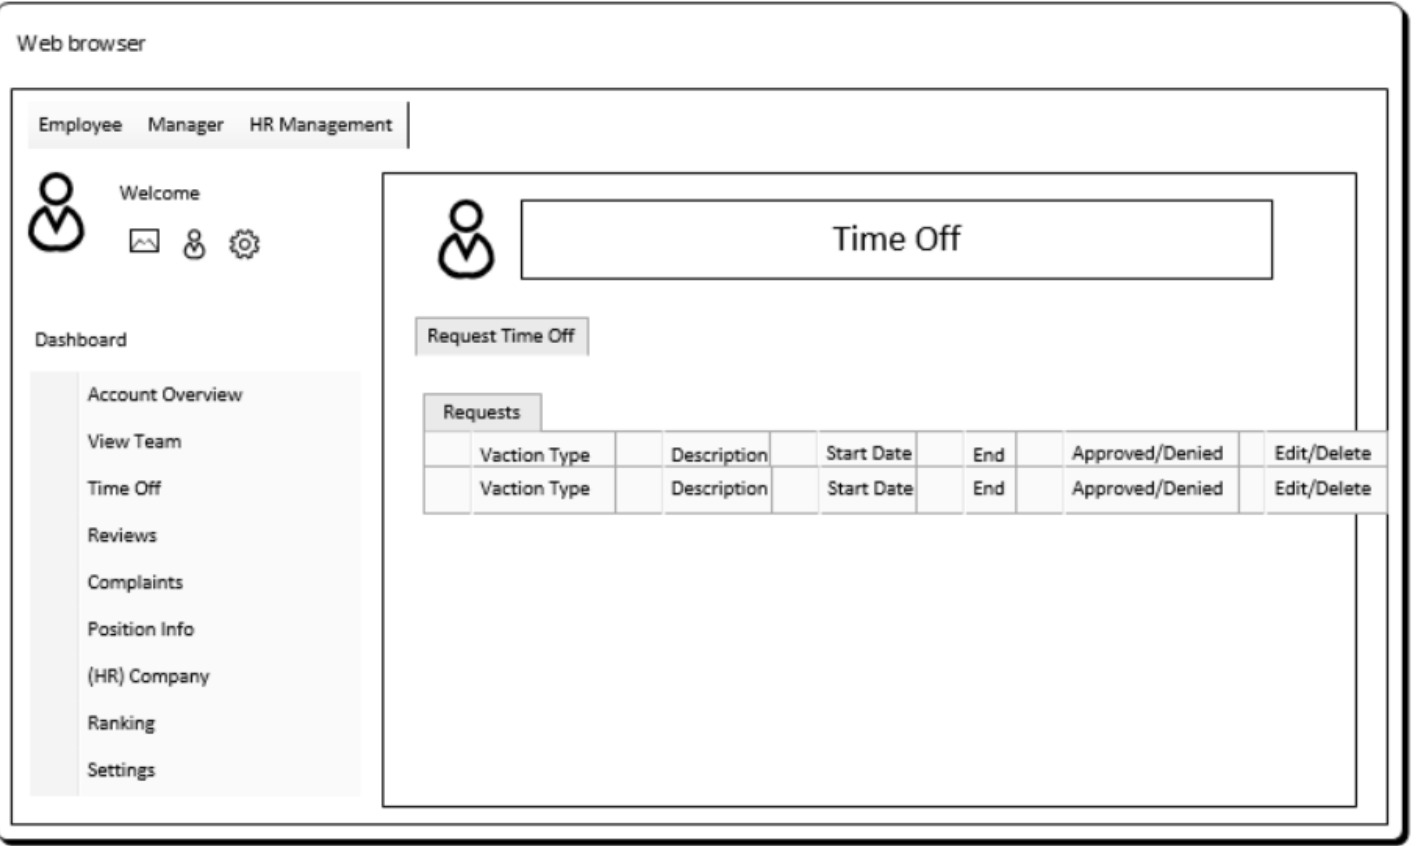 Web browser
Employee Manager HR Management
Welcome
Dashboard
Account Overview
View Team
Time Off
Reviews
Complaints
Position Info
(HR) Company
Ranking
Settings
Time Off
Request Time Off
Requests
Vaction Type Description Start Date End Approved/Denied Edit/Delete
Vaction Type Description Start Date End Approved/Denied Edit/Delete